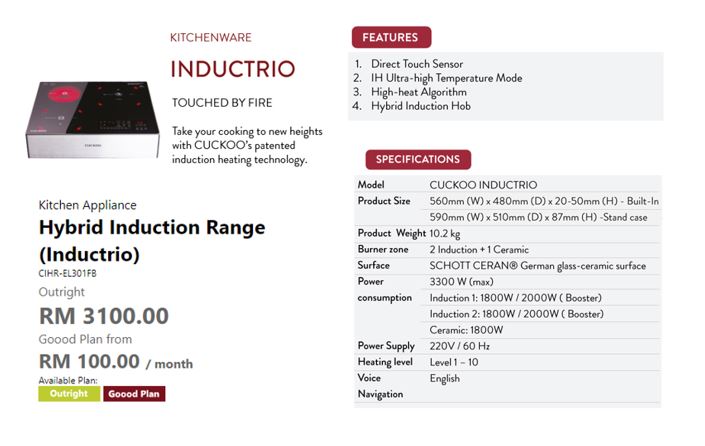 KITCHENWARE
INDUCTRIO
TOUCHED BY FIRE
Take your cooking to new heights
with CUCKOO's patented
induction heating technology.
CUCKOO
Kitchen Appliance
Hybrid Induction Range
(Inductrio)
CIHR-EL301FB
Outright
RM 3100.00
Goood Plan from
RM 100.00 / month
Available Plan:
Outright Goood Plan
FEATURES
1. Direct Touch Sensor
2. IH Ultra-high Temperature Mode
3. High-heat Algorithm
4. Hybrid Induction Hob
SPECIFICATIONS
Model CUCKOO INDUCTRIO
Product Size 560mm (W) x 480mm (D) x 20-50mm (H) - Built-In
590mm (W) x 510mm (D) x 87mm (H) -Stand case
Product Weight 10.2 kg
Burner zone 2 Induction + 1 Ceramic
Surface SCHOTT CERAN® German glass-ceramic surface
Power 3300 W (max)
consumption Induction 1: 1800W / 2000W ( Booster)
Induction 2: 1800W / 2000W ( Booster)
Ceramic: 1800W
Power Supply 220V / 60 Hz
Heating level Level 1 – 10
Voice English
Navigation